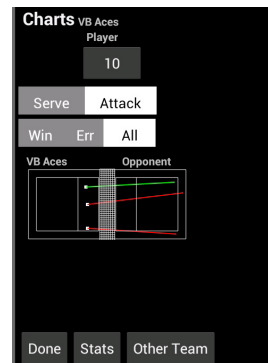 Charts VB Aces
Player
10
Serve Attack
Win Err All
VB Aces Opponent
Done Stats Other Team